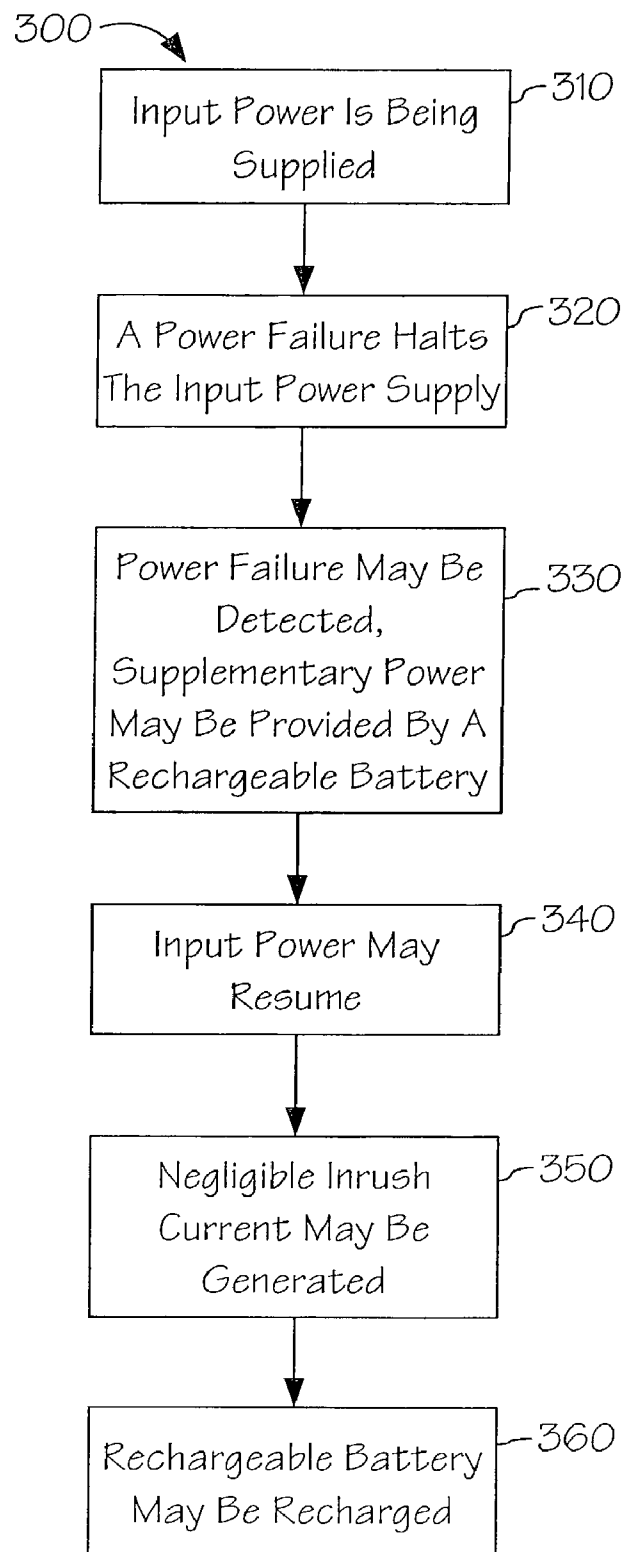 300
Input Power Is Being
Supplied
310
A Power Failure Halts
The Input Power Supply
320
Power Failure May Be
Detected,
Supplementary Power
May Be Provided By A
Rechargeable Battery
330
Input Power May
Resume
340
Negligible Inrush
Current May Be
Generated
350
Rechargeable Battery
May Be Recharged
360